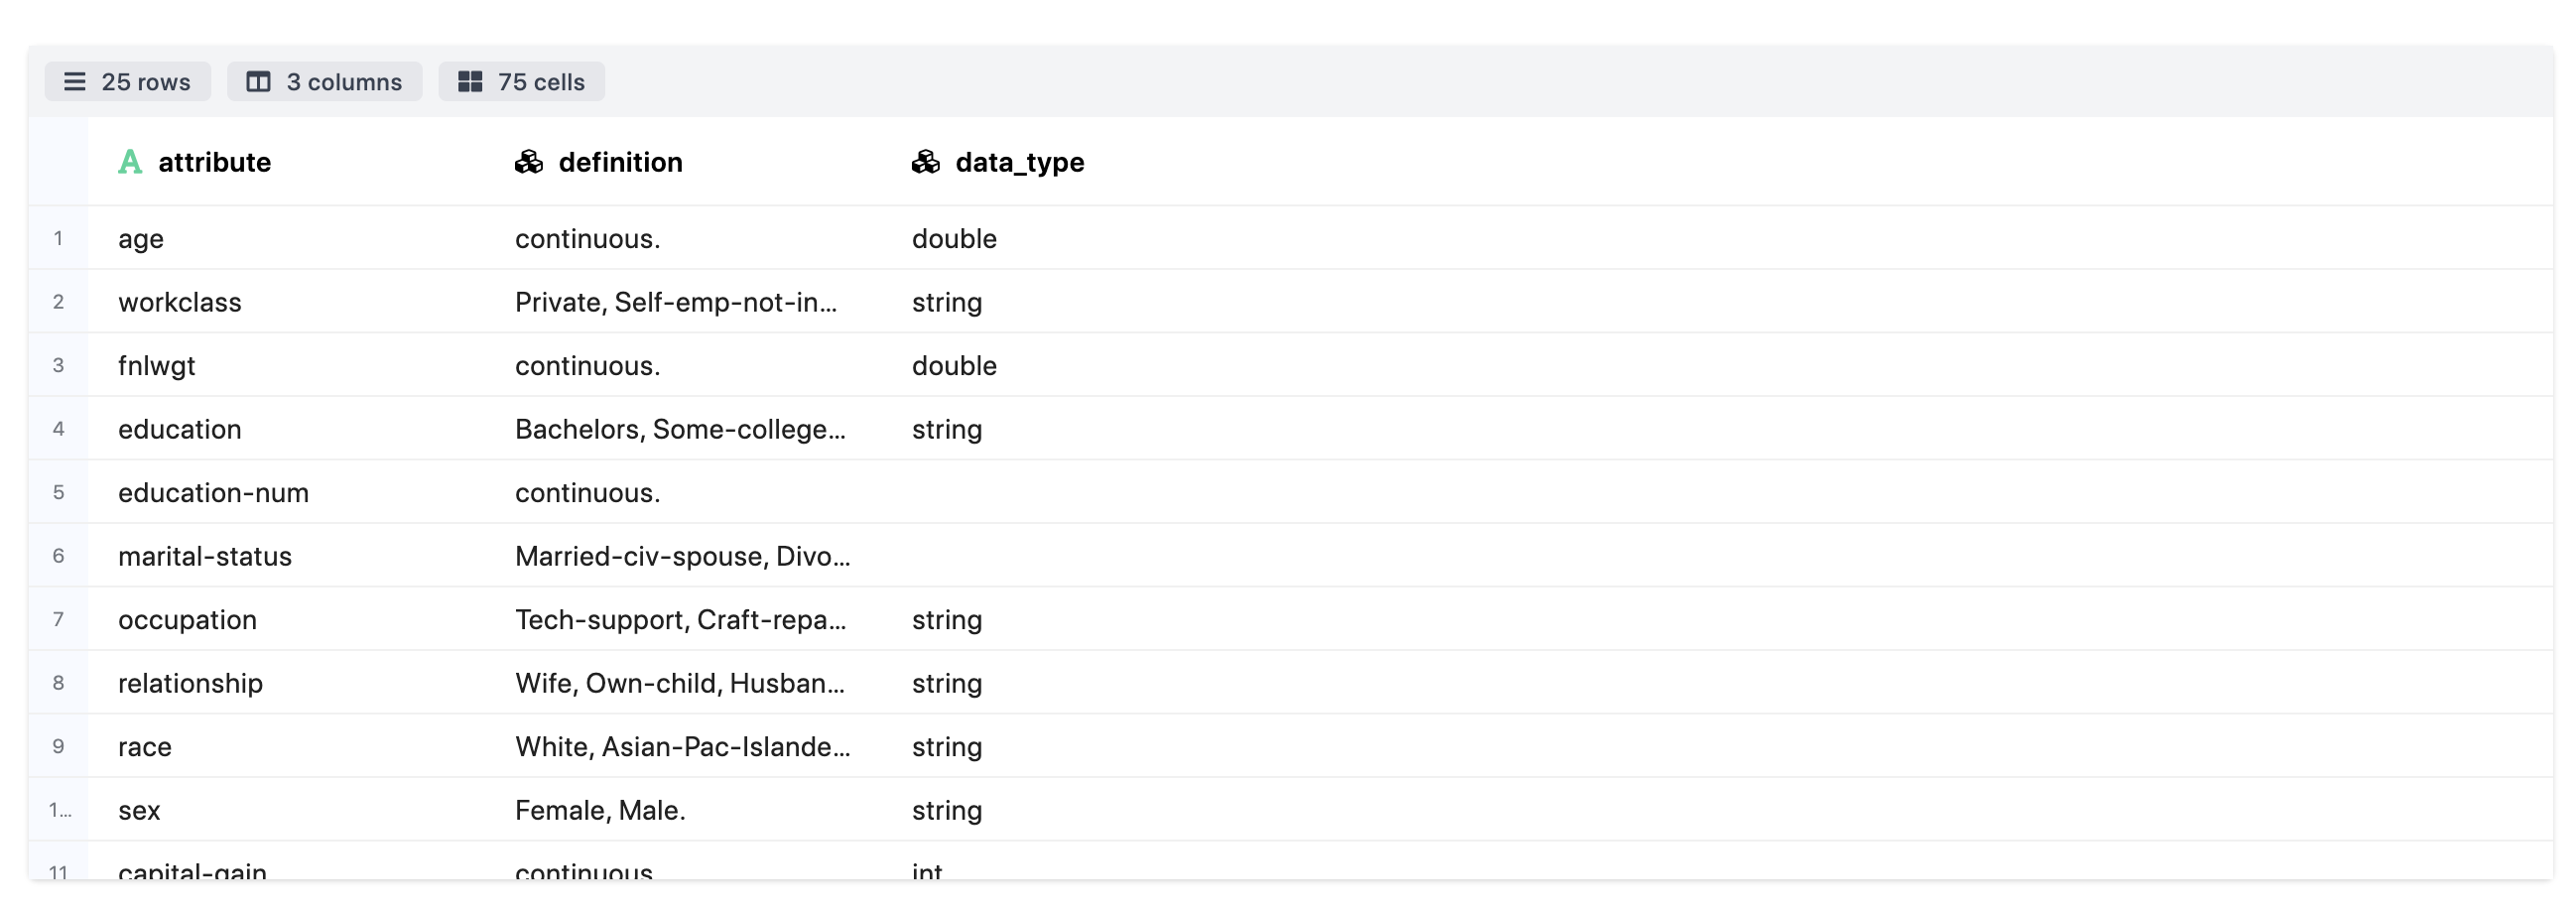 25 rows 3 columns 75 cells
attribute definition data_type
1 age continuous. double
2 workclass Private, Self-emp-not-in... string
3 fnlwgt continuous. double
4 education Bachelors, Some-college... string
5 education-num continuous.
6 marital-status Married-civ-spouse, Divo...
7 occupation Tech-support, Craft-repa... string
8 relationship Wife, Own-child, Husban... string
9 race White, Asian-Pac-Islande... string
1... sex Female, Male. string
11 capital-gain continuous. int